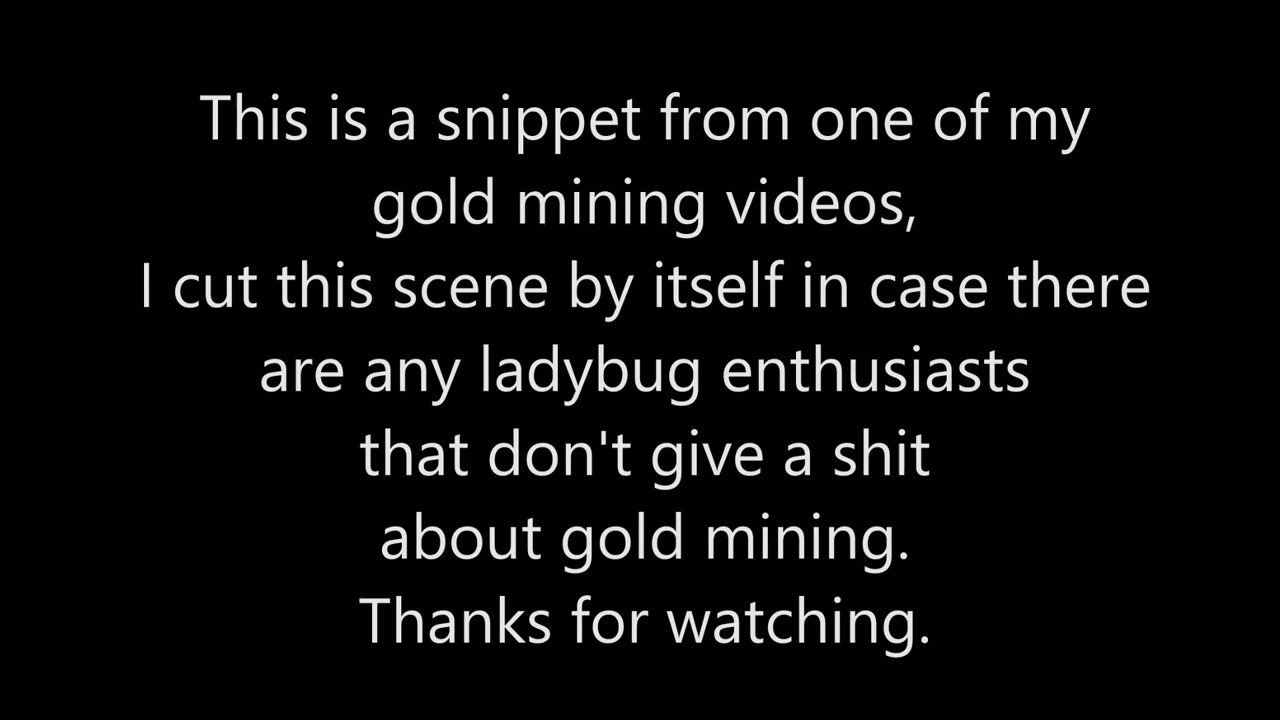 This is a snippet from one of my
gold mining videos,
I cut this scene by itself in case there
are any ladybug enthusiasts
that don't give a shit
about gold mining.
Thanks for watching.